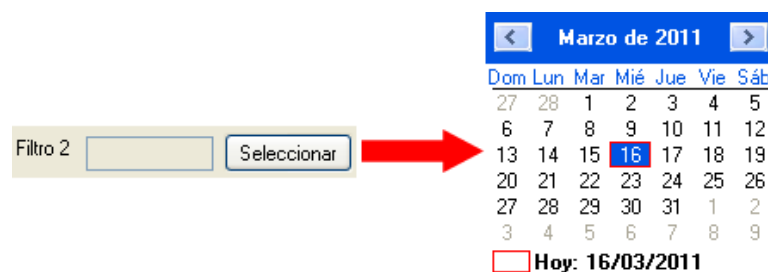 Filtro 2
Seleccionar
Marzo de 2011
Dom Lun Mar Mié Jue Vie Sáb
27 28 1 2 3 4 5
6 7 8 9 10 11 12
13 14 15 16 17 18 19
20 21 22 23 24 25 26
27 28 29 30 31 1 2
3 4 5 6 7 8 9
Hoy: 16/03/2011